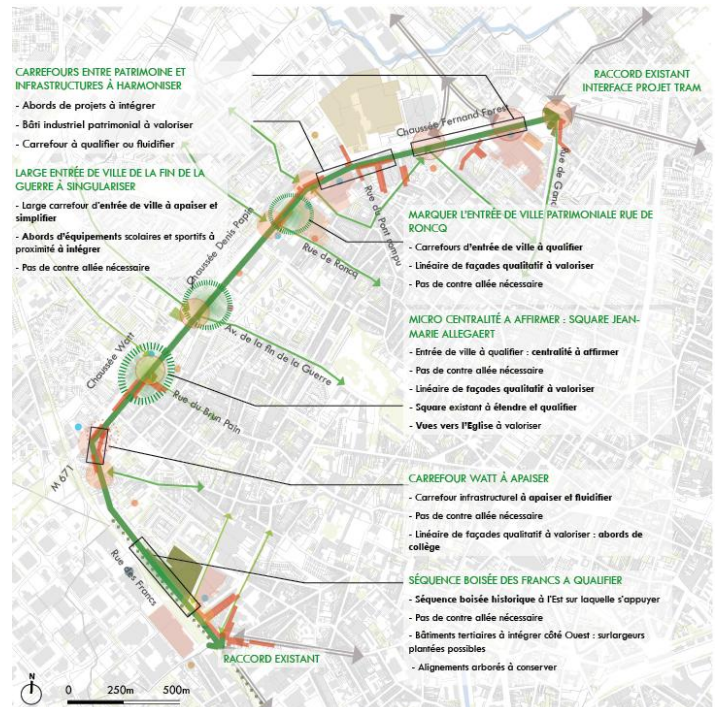 CARREFOURS ENTRE PATRIMOINE ET
INFRASTRUCTURES À HARMONISER
- Abords de projets à intégrer
- Bâti industriel patrimonial à valoriser
- Carrefour à qualifier ou fluidifier
LARGE ENTRÉE DE VILLE DE LA FIN DE LA
GUERRE À SINGULARISER
- Large carrefour d'entrée de ville à apaiser et
simplifier
- Abords d'équipements scolaires et sportifs à
proximité à intégrer
- Pas de contre allée nécessaire
RACCORD EXISTANT
INTERFACE PROJET TRAM
Chaussée Fernand Forest
Rue de Gand
Rue du Pont rompu
Chaussée Denis Papin
Rue de Roncq
MARQUER L'ENTRÉE DE VILLE PATRIMONIALE RUE DE
RONCQ
- Carrefours d'entrée de ville à qualifier
- Linéaire de façades qualitatif à valoriser
- Pas de contre allée nécessaire
Av. de la fin de la Guerre
MICRO CENTRALITÉ A AFFIRMER : SQUARE JEAN-
MARIE ALLEGAERT
- Entrée de ville à qualifier : centralité à affirmer
- Pas de contre allée nécessaire
- Linéaire de façades qualitatif à valoriser
- Square existant à étendre et qualifier
- Vues vers l'Eglise à valoriser
Chaussée Watt
Rue du Brun Pain
M 671
CARREFOUR WATT À APAISER
- Carrefour infrastructurel à apaiser et fluidifier
- Pas de contre allée nécessaire
- Linéaire de façades qualitatif à valoriser : abords de
collège
Rue des Francs
SÉQUENCE BOISÉE DES FRANCS A QUALIFIER
- Séquence boisée historique à l'Est sur laquelle s'appuyer
- Pas de contre allée nécessaire
- Bâtiments tertiaires à intégrer côté Ouest : surlargeurs
plantées possibles
- Alignements arborés à conserver
RACCORD EXISTANT
N
0 250m 500m